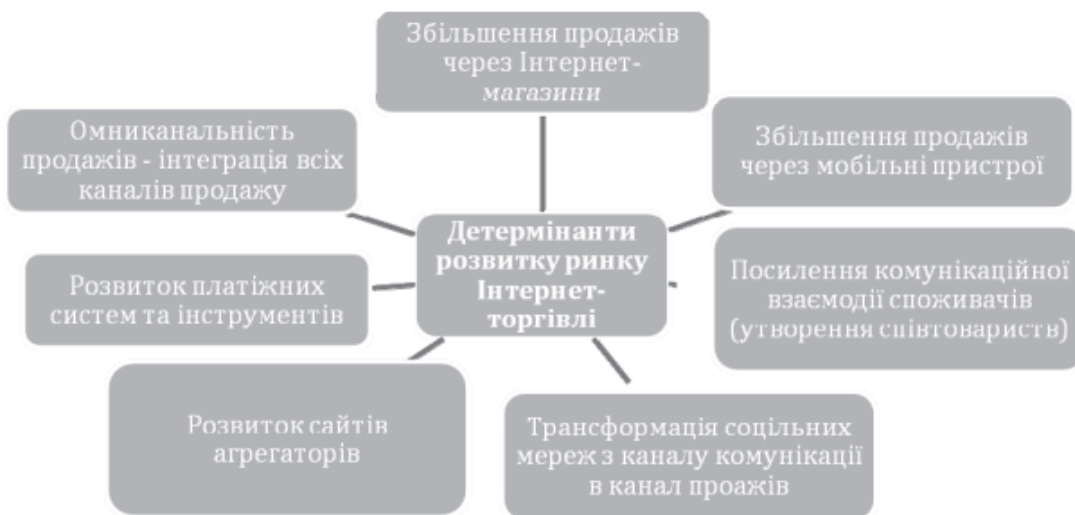 Збільшення продажів
через Інтернет-
магазини
Омниканальність
продажів - інтеграція всіх
каналів продажу
Збільшення продажів
через мобільні пристрої
Детермінанти
розвитку ринку
Інтернет-
торгівлі
Розвиток платіжних
систем та інструментів
Посилення комунікаційної
взаємодії споживачів
(утворення співтовариств)
Розвиток сайтів
агрегаторів
Трансформація соцільних
мереж з каналу комунікації
в канал проажів